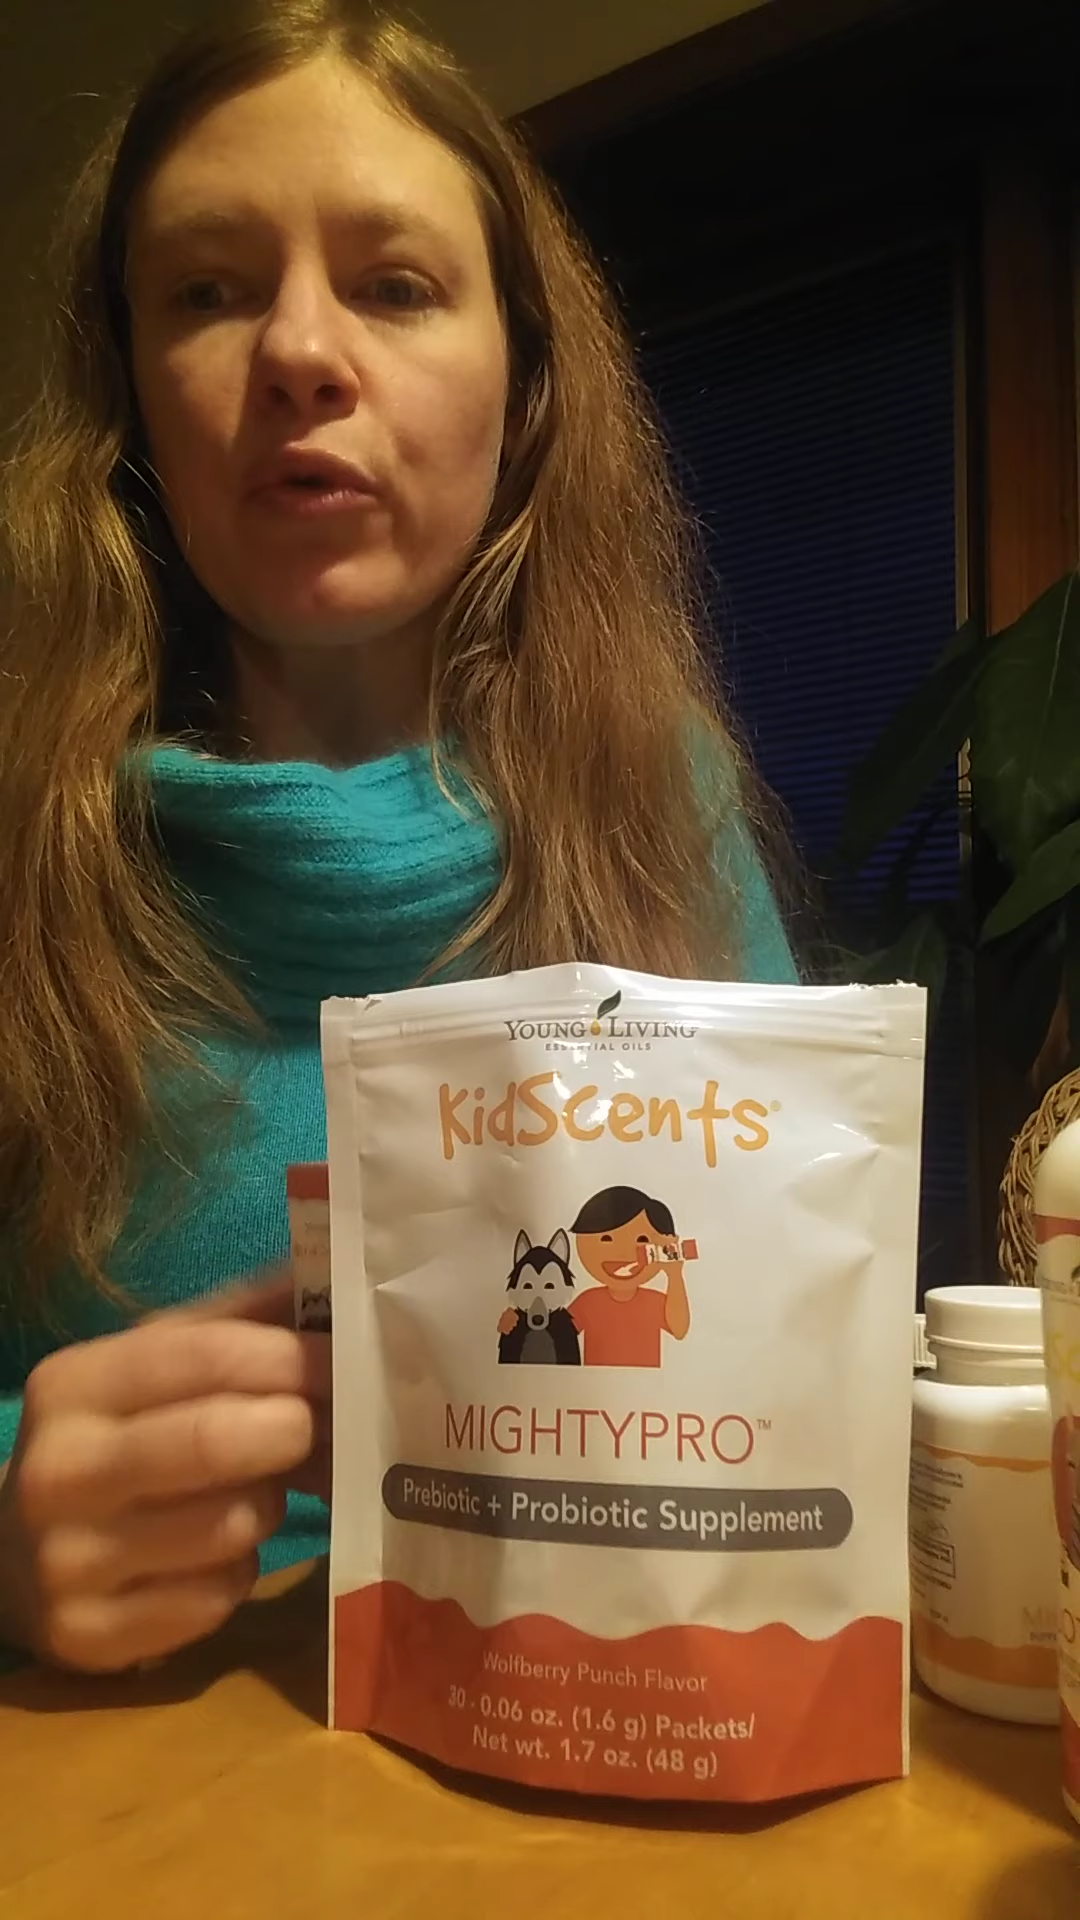 YOUNG LIVING
ESSENTIAL OILS
KidScents®
MIGHTYPRO™
Prebiotic + Probiotic Supplement
Wolfberry Punch Flavor
30 - 0.06 oz. (1.6 g) Packets/
Net wt. 1.7 oz. (48 g)